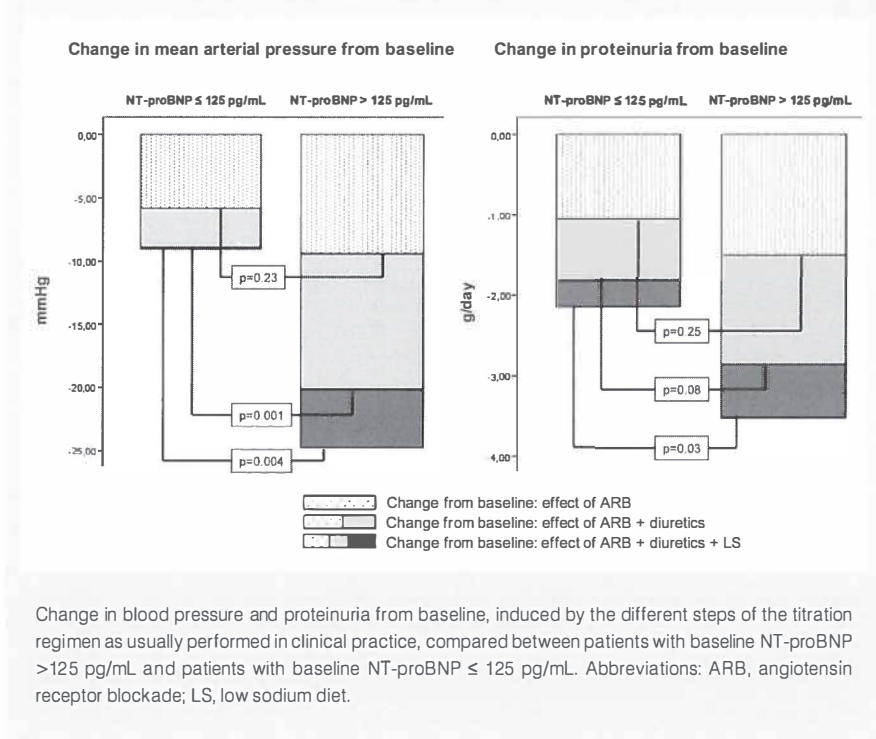 Change in mean arterial pressure from baseline
NT-proBNP ≤ 125 pg/mL NT-proBNP > 125 pg/mL
mmHg
0,00
-5,00
-10,00
-15,00
-20,00
-25,00
p=0.23
p=0.001
p=0.004
Change in proteinuria from baseline
NT-proBNP ≤ 125 pg/mL NT-proBNP > 125 pg/mL
g/day
0,00
-1,00
-2,00
-3,00
-4,00
p=0.25
p=0.08
p=0.03
Change from baseline: effect of ARB
Change from baseline: effect of ARB + diuretics
Change from baseline: effect of ARB + diuretics + LS
Change in blood pressure and proteinuria from baseline, induced by the different steps of the titration
regimen as usually performed in clinical practice, compared between patients with baseline NT-proBNP
>125 pg/mL and patients with baseline NT-proBNP ≤ 125 pg/mL. Abbreviations: ARB, angiotensin
receptor blockade; LS, low sodium diet.